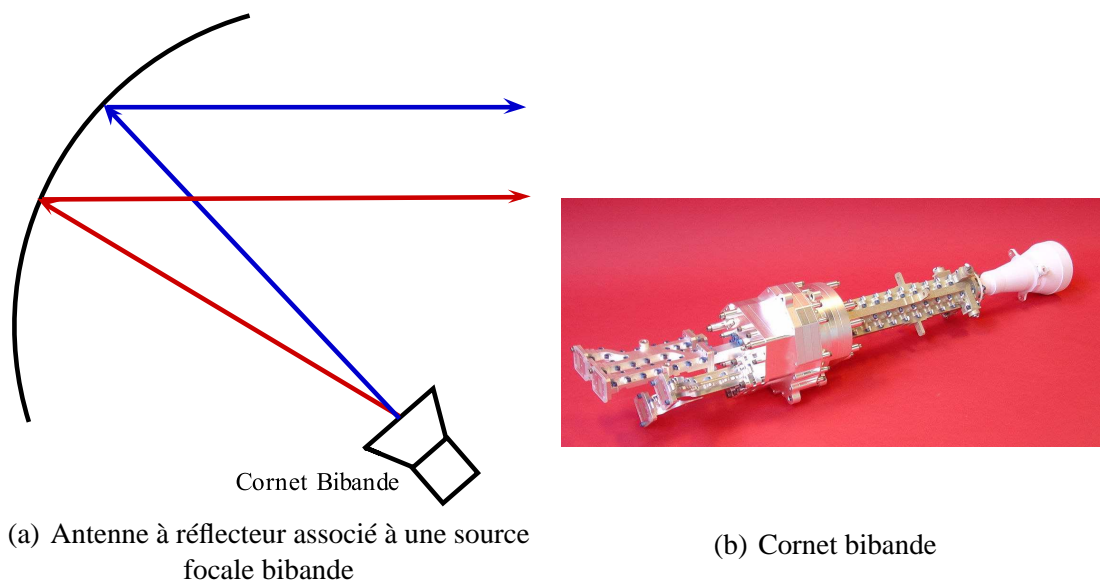 Cornet Bibande
(a) Antenne à réflecteur associé à une source
focale bibande
(b) Cornet bibande